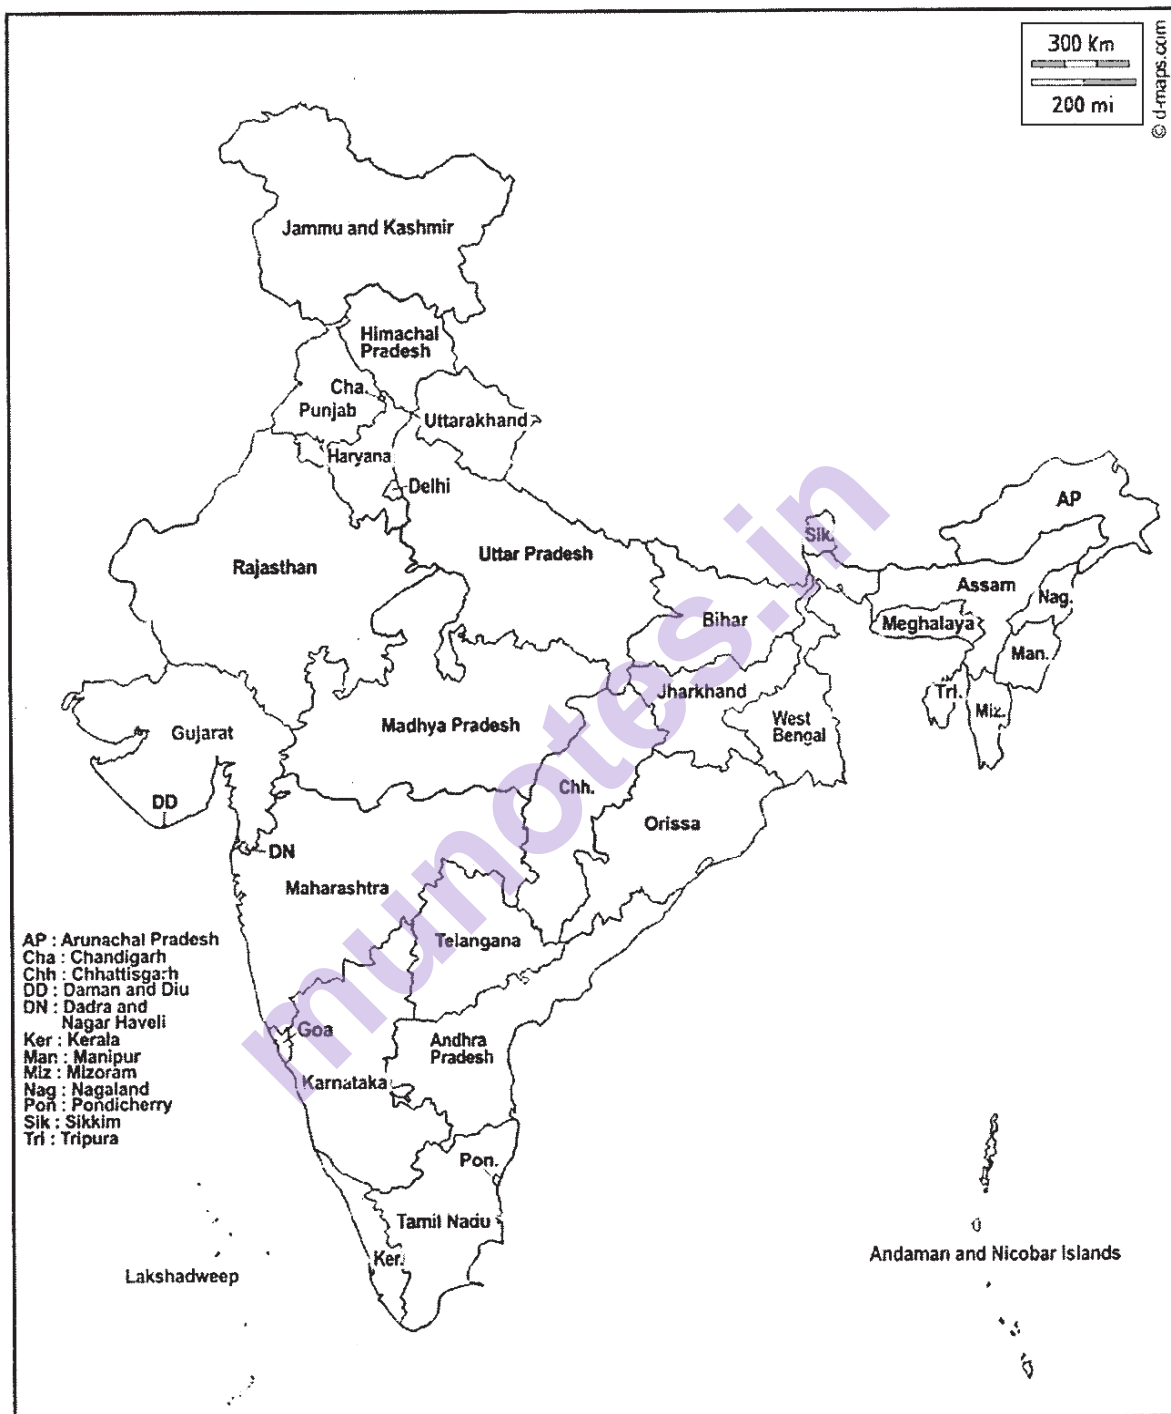 300 Km
200 mi
© d-maps.com
Jammu and Kashmir
Himachal
Pradesh
Cha.
Punjab
Uttarakhand
Haryana
Delhi
AP
Sik.
Uttar Pradesh
Rajasthan
Assam
Nag.
Bihar
Meghalaya
Man.
Jharkhand
Tri.
Miz.
Madhya Pradesh
West
Bengal
Gujarat
Chh.
DD
Orissa
DN
Maharashtra
Telangana
AP : Arunachal Pradesh
Cha : Chandigarh
Chh : Chhattisgarh
DD : Daman and Diu
DN : Dadra and
Nagar Haveli
Ker : Kerala
Man : Manipur
Miz : Mizoram
Nag : Nagaland
Pon : Pondicherry
Sik : Sikkim
Tri : Tripura
Goa
Andhra
Pradesh
Karnataka
Pon.
Tamil Nadu
Ker.
Lakshadweep
Andaman and Nicobar Islands
munotes.in